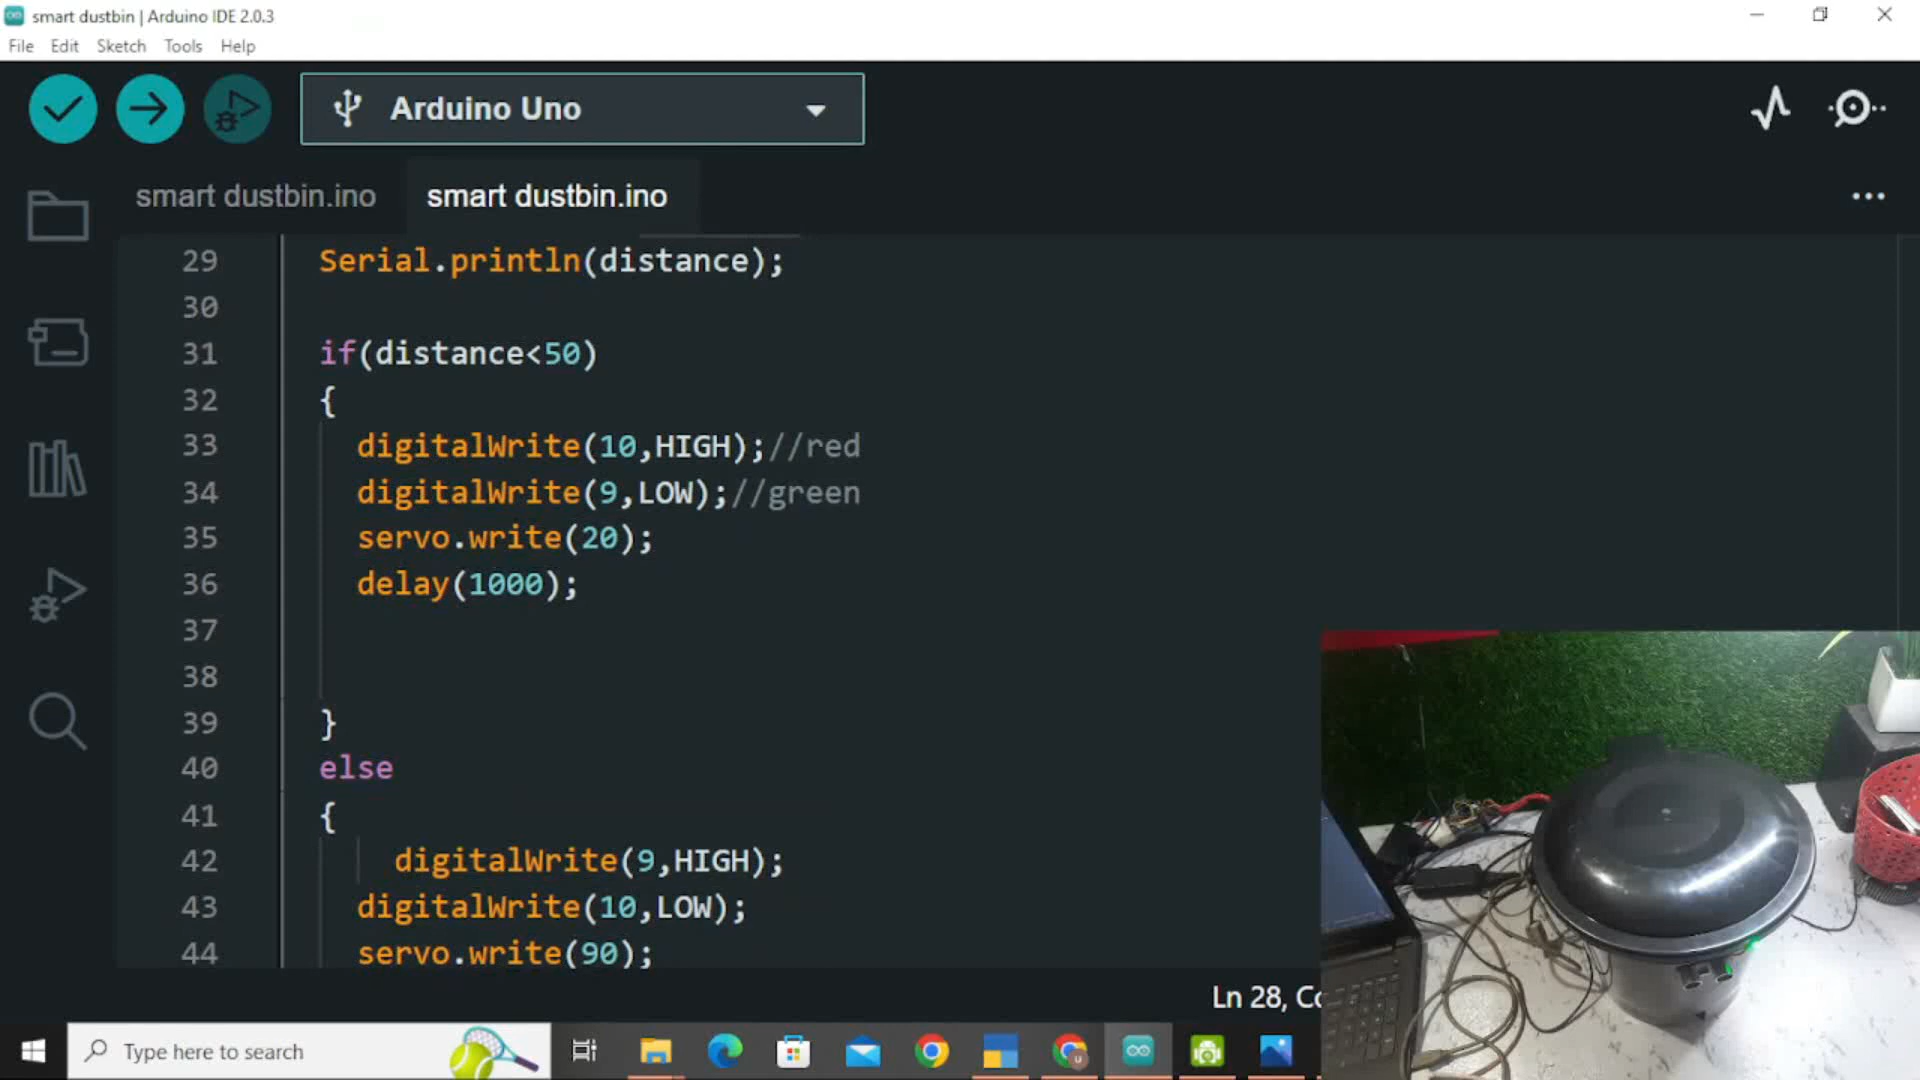 smart dustbin | Arduino IDE 2.0.3
File Edit Sketch Tools Help
Arduino Uno
smart dustbin.ino smart dustbin.ino
29 Serial.println(distance);
30
31 if(distance<50)
32 {
33 digitalWrite(10,HIGH);//red
34 digitalWrite(9,LOW);//green
35 servo.write(20);
36 delay(1000);
37
38
39 }
40 else
41 {
42 digitalWrite(9,HIGH);
43 digitalWrite(10,LOW);
44 servo.write(90);
Ln 28, Co
Type here to search